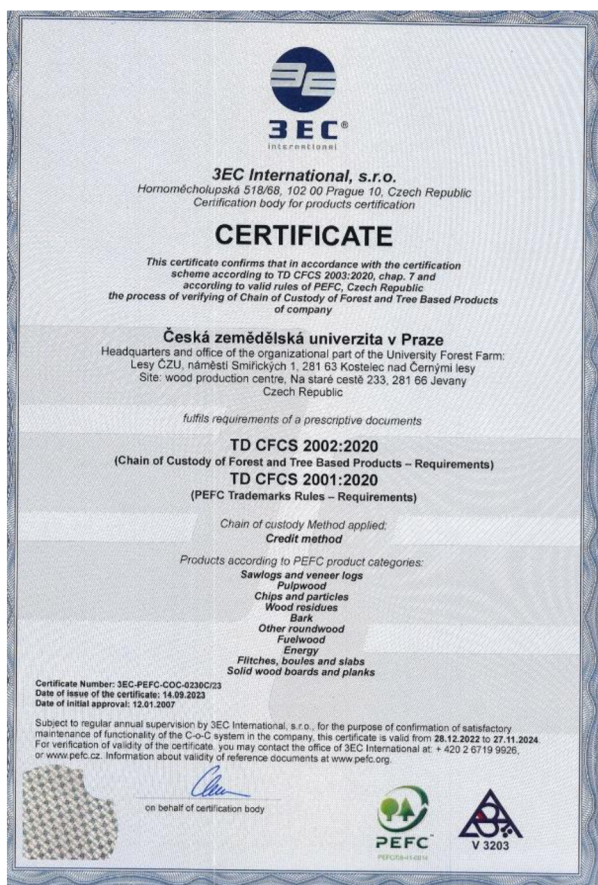 3EC®
international
3EC International, s.r.o.
Hornoměcholupská 518/68, 102 00 Prague 10, Czech Republic
Certification body for products certification
CERTIFICATE
This certificate confirms that in accordance with the certification
scheme according to TD CFCS 2003:2020, chap. 7 and
according to valid rules of PEFC, Czech Republic
the process of verifying of Chain of Custody of Forest and Tree Based Products
of company
Česká zemědělská univerzita v Praze
Headquarters and office of the organizational part of the University Forest Farm:
Lesy ČZU, náměstí Smiřických 1, 281 63 Kostelec nad Černými lesy
Site: wood production centre, Na staré cestě 233, 281 66 Jevany
Czech Republic
fulfils requirements of a prescriptive documents
TD CFCS 2002:2020
(Chain of Custody of Forest and Tree Based Products – Requirements)
TD CFCS 2001:2020
(PEFC Trademarks Rules – Requirements)
Chain of custody Method applied:
Credit method
Products according to PEFC product categories:
Sawlogs and veneer logs
Pulpwood
Chips and particles
Wood residues
Bark
Other roundwood
Fuelwood
Energy
Flitches, boules and slabs
Solid wood boards and planks
Certificate Number: 3EC-PEFC-COC-0230C/23
Date of issue of the certificate: 14.09.2023
Date of initial approval: 12.01.2007
Subject to regular annual supervision by 3EC International, s.r.o., for the purpose of confirmation of satisfactory
maintenance of functionality of the C-o-C system in the company, this certificate is valid from 28.12.2022 to 27.11.2024.
For verification of validity of the certificate, you may contact the office of 3EC International at: + 420 2 6719 9926,
or www.pefc.cz. Information about validity of reference documents at www.pefc.org.
on behalf of certification body
PEFC™
V 3203